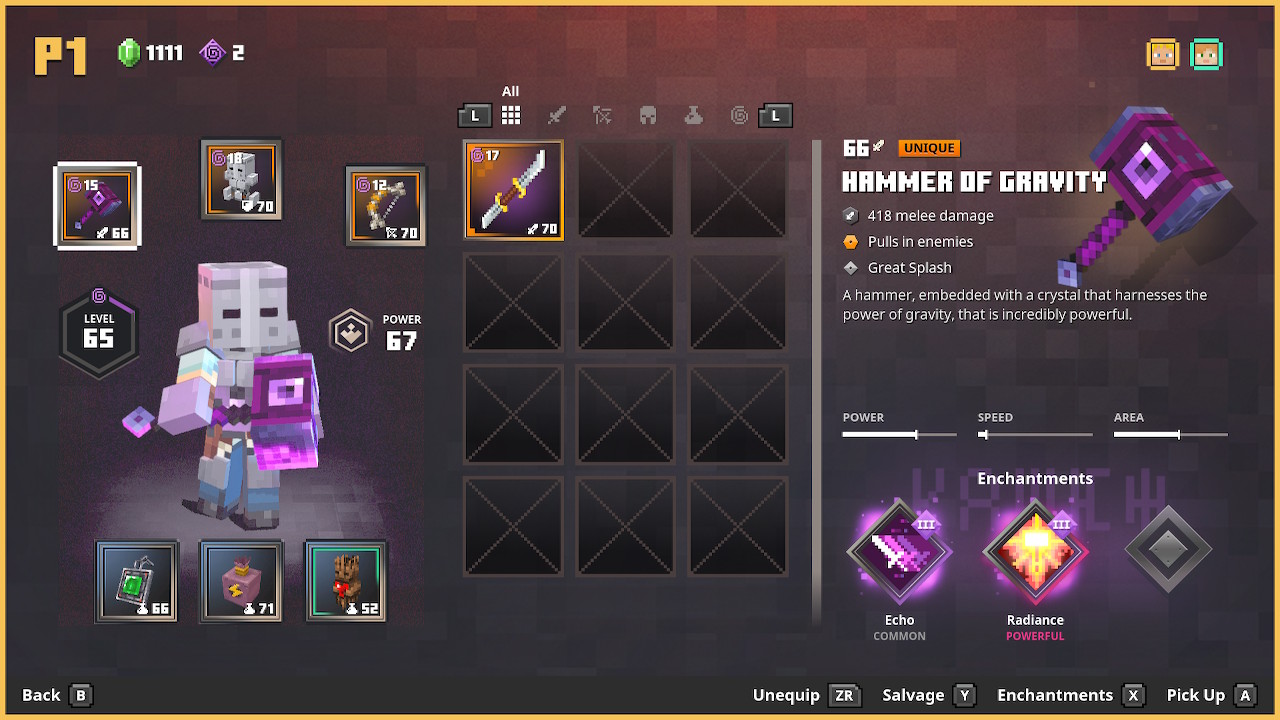 P1 1111 2
All
L L
15 66
18 70
12 70
17 70
LEVEL
65
POWER
67
66 71 52
66 UNIQUE
HAMMER OF GRAVITY
418 melee damage
Pulls in enemies
Great Splash
A hammer, embedded with a crystal that harnesses the
power of gravity, that is incredibly powerful.
POWER SPEED AREA
Enchantments
III III
Echo Radiance
COMMON POWERFUL
Back B Unequip ZR Salvage Y Enchantments X Pick Up A